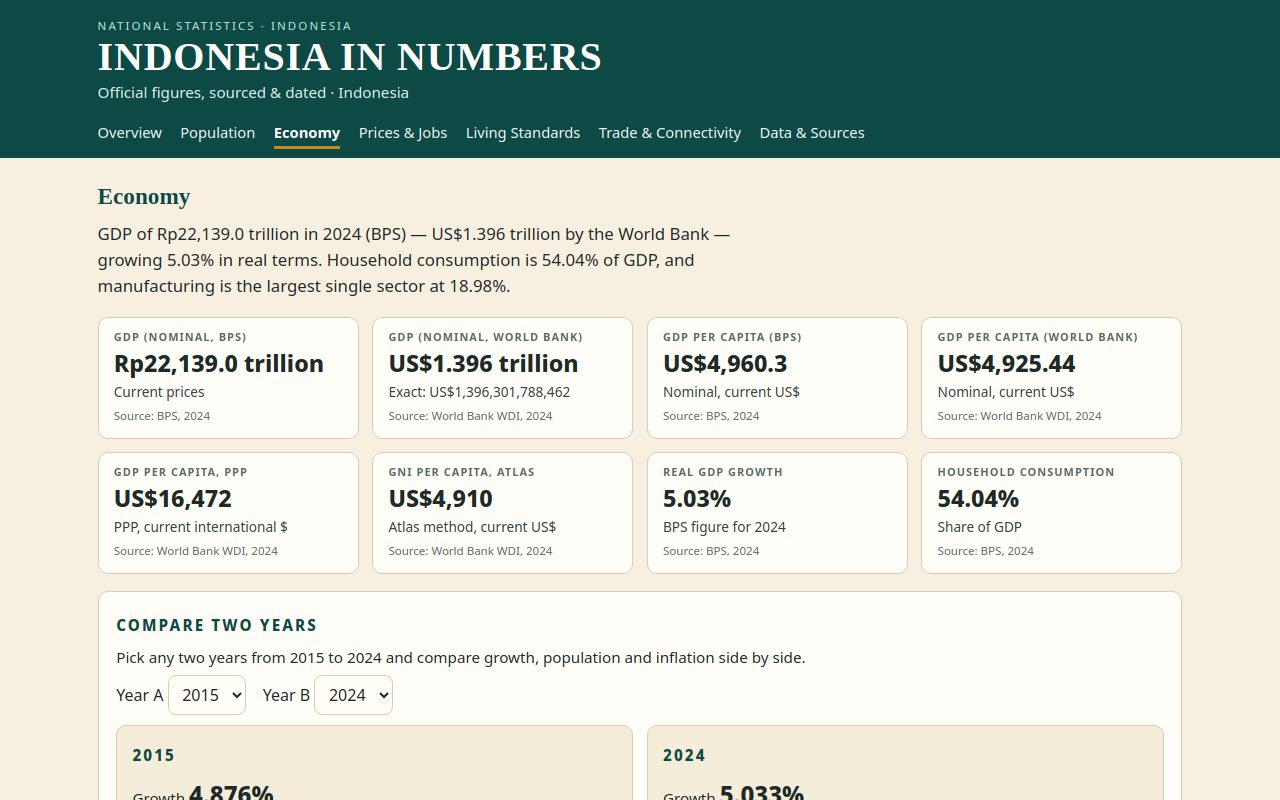 NATIONAL STATISTICS · INDONESIA
INDONESIA IN NUMBERS
Official figures, sourced & dated · Indonesia
Overview Population Economy Prices & Jobs Living Standards Trade & Connectivity Data & Sources
Economy
GDP of Rp22,139.0 trillion in 2024 (BPS) — US$1.396 trillion by the World Bank —
growing 5.03% in real terms. Household consumption is 54.04% of GDP, and
manufacturing is the largest single sector at 18.98%.
GDP (NOMINAL, BPS)
Rp22,139.0 trillion
Current prices
Source: BPS, 2024
GDP (NOMINAL, WORLD BANK)
US$1.396 trillion
Exact: US$1,396,301,788,462
Source: World Bank WDI, 2024
GDP PER CAPITA (BPS)
US$4,960.3
Nominal, current US$
Source: BPS, 2024
GDP PER CAPITA (WORLD BANK)
US$4,925.44
Nominal, current US$
Source: World Bank WDI, 2024
GDP PER CAPITA, PPP
US$16,472
PPP, current international $
Source: World Bank WDI, 2024
GNI PER CAPITA, ATLAS
US$4,910
Atlas method, current US$
Source: World Bank WDI, 2024
REAL GDP GROWTH
5.03%
BPS figure for 2024
Source: BPS, 2024
HOUSEHOLD CONSUMPTION
54.04%
Share of GDP
Source: BPS, 2024
COMPARE TWO YEARS
Pick any two years from 2015 to 2024 and compare growth, population and inflation side by side.
Year A 2015 Year B 2024
2015
Growth 4.876%
2024
Growth 5.033%